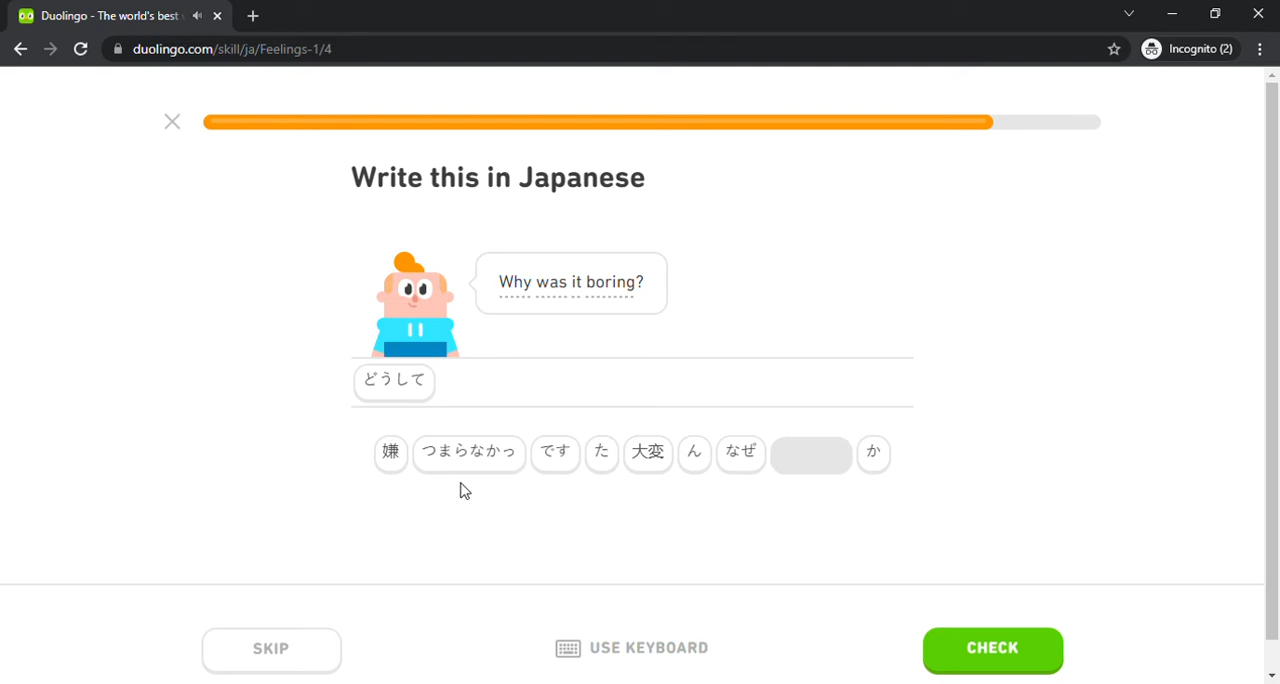 Duolingo - The world's best
duolingo.com/skill/ja/Feelings-1/4
Incognito (2)
Write this in Japanese
Why was it boring?
どうして
嫌 つまらなかっ です た 大変 ん なぜ か
SKIP
USE KEYBOARD
CHECK